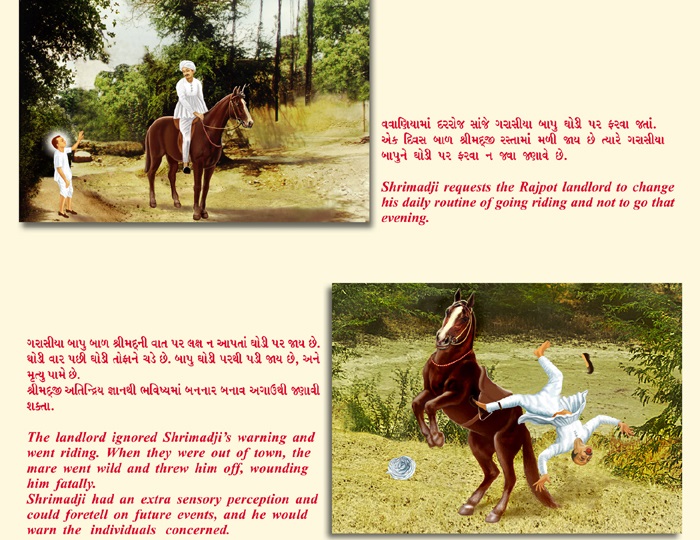 વવાણિયામાં દરરોજ સાંજે ગરાસીયા બાપુ ઘોડી પર ફરવા જતાં.
એક દિવસ બાળ શ્રીમદ્જી રસ્તામાં મળી જાય છે ત્યારે ગરાસીયા
બાપુને ઘોડી પર ફરવા ન જવા જણાવે છે.
Shrimadji requests the Rajpot landlord to change
his daily routine of going riding and not to go that
evening.
ગરાસીયા બાપુ બાળ શ્રીમદ્ની વાત પર લક્ષ ન આપતાં ઘોડી પર જાય છે.
થોડી વાર પછી ઘોડી તોફાને ચડે છે. બાપુ ઘોડી પરથી પડી જાય છે, અને
મૃત્યુ પામે છે.
શ્રીમદ્જી અતિન્દ્રિય જ્ઞાનથી ભવિષ્યમાં બનનાર બનાવ અગાઉથી જણાવી
શક્તા.
The landlord ignored Shrimadji's warning and
went riding. When they were out of town, the
mare went wild and threw him off, wounding
him fatally.
Shrimadji had an extra sensory perception and
could foretell on future events, and he would
warn the individuals concerned.